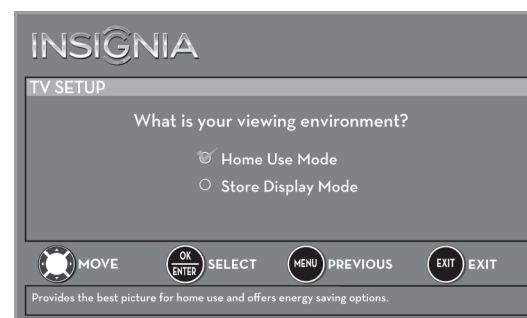 INSIGNIA
TV SETUP
What is your viewing environment?
Home Use Mode
Store Display Mode
MOVE OK ENTER SELECT MENU PREVIOUS EXIT EXIT
Provides the best picture for home use and offers energy saving options.